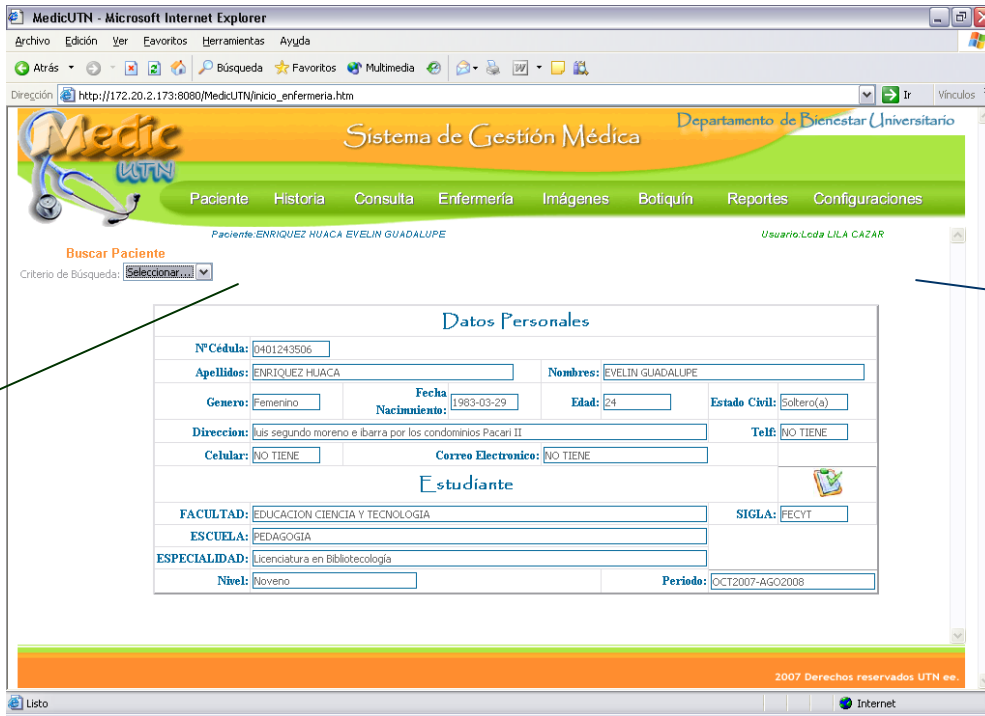 MedicUTN - Microsoft Internet Explorer
Archivo Edición Ver Favoritos Herramientas Ayuda
Atrás Búsqueda Favoritos Multimedia
Dirección http://172.20.2.173:8080/MedicUTN/inicio_enfermeria.htm Ir Vínculos
Medic UTN
Departamento de Bienestar Universitario
Sistema de Gestión Médica
Paciente Historia Consulta Enfermería Imágenes Botiquín Reportes Configuraciones
Paciente:ENRIQUEZ HUACA EVELIN GUADALUPE Usuario:Lcda LILA CAZAR
Buscar Paciente
Criterio de Búsqueda: Seleccionar....
Datos Personales
NºCédula: 0401243506
Apellidos: ENRIQUEZ HUACA Nombres: EVELIN GUADALUPE
Genero: Femenino Fecha Nacimniento: 1983-03-29 Edad: 24 Estado Civil: Soltero(a)
Direccion: luis segundo moreno e ibarra por los condominios Pacari II Telf: NO TIENE
Celular: NO TIENE Correo Electronico: NO TIENE
Estudiante
FACULTAD: EDUCACION CIENCIA Y TECNOLOGIA SIGLA: FECYT
ESCUELA: PEDAGOGIA
ESPECIALIDAD: Licenciatura en Bibliotecología
Nivel: Noveno Periodo: OCT2007-AGO2008
2007 Derechos reservados UTN ee.
Listo Internet